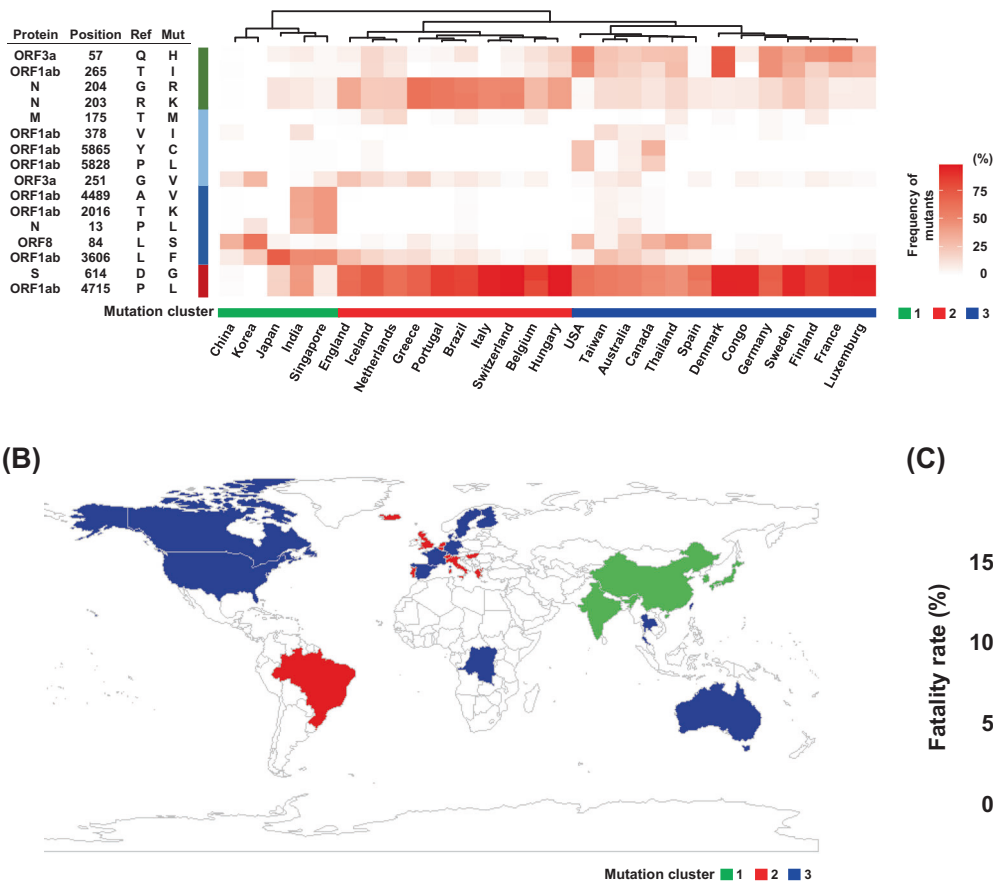 Protein Position Ref Mut
ORF3a 57 Q H
ORF1ab 265 T I
N 204 G R
N 203 R K
M 175 T M
ORF1ab 378 V I
ORF1ab 5865 Y C
ORF1ab 5828 P L
ORF3a 251 G V
ORF1ab 4489 A V
ORF1ab 2016 T K
N 13 P L
ORF8 84 L S
ORF1ab 3606 L F
S 614 D G
ORF1ab 4715 P L
Mutation cluster
China Korea Japan India Singapore England Iceland Netherlands Greece Portugal Brazil Italy Switzerland Belgium Hungary USA Taiwan Australia Canada Thailand Spain Denmark Congo Germany Sweden Finland France Luxemburg
Frequency of
mutants
(%)
75
50
25
0
1 2 3
(B)
(C)
Fatality rate (%)
15
10
5
0
Mutation cluster 1 2 3